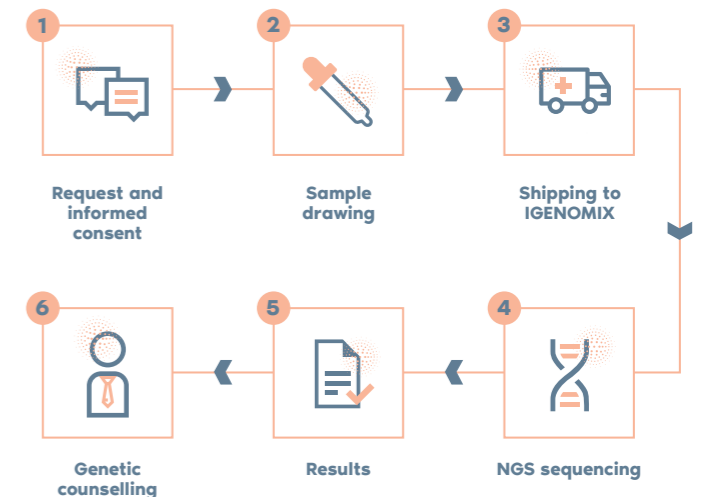 1
Request and
informed
consent
2
Sample
drawing
3
Shipping to
IGENOMIX
4
NGS sequencing
5
Results
6
Genetic
counselling